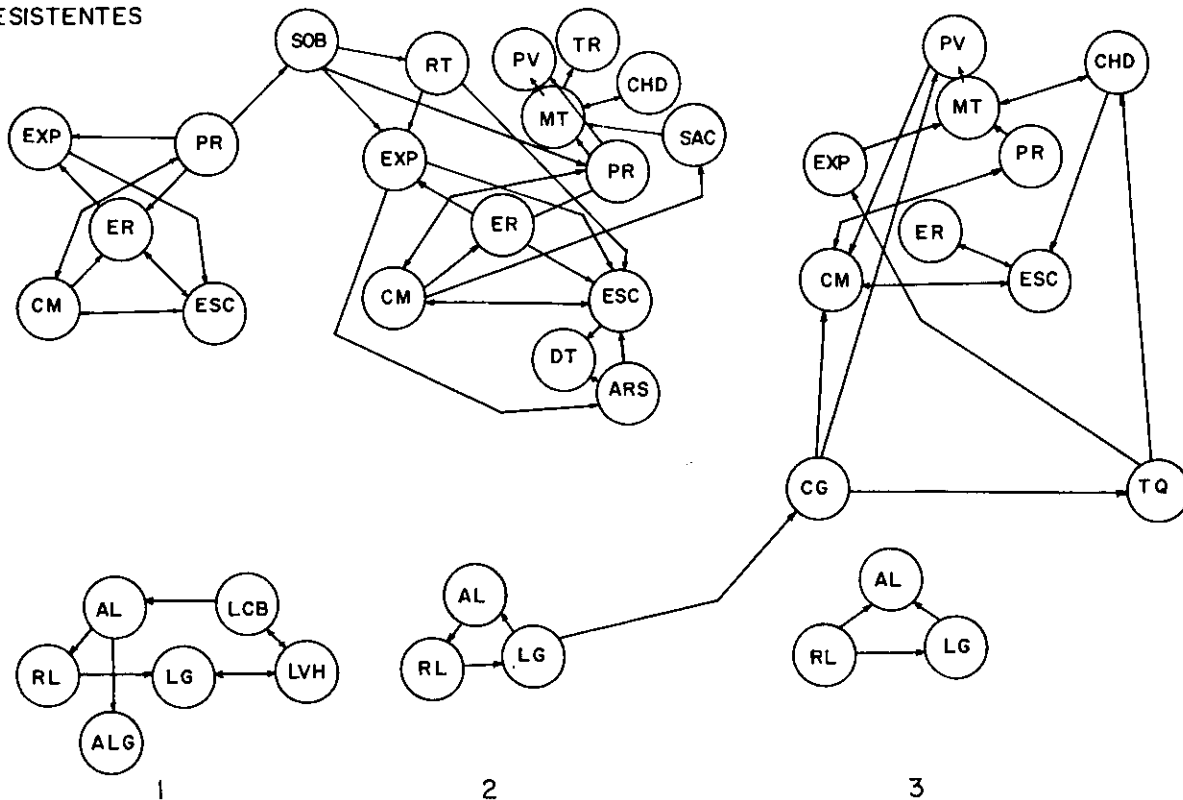 ESISTENTES
SOB
RT
PV
TR
CHD
MT
SAC
EXP
PR
EXP
PR
ER
ER
CM
ESC
CM
ESC
DT
ARS
PV
CHD
MT
EXP
PR
ER
CM
ESC
CG
TQ
AL
LCB
RL
LG
LVH
ALG
AL
RL
LG
AL
RL
LG
1
2
3